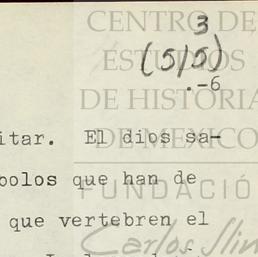 CENTRO DE
3
ESTUDIOS
(5/5)
.-6
DE HISTORIA
itar. El dios sa-
DE MEXICO
bolos que han de
FUNDACIÓ
que vertebren el
Carlos Slim